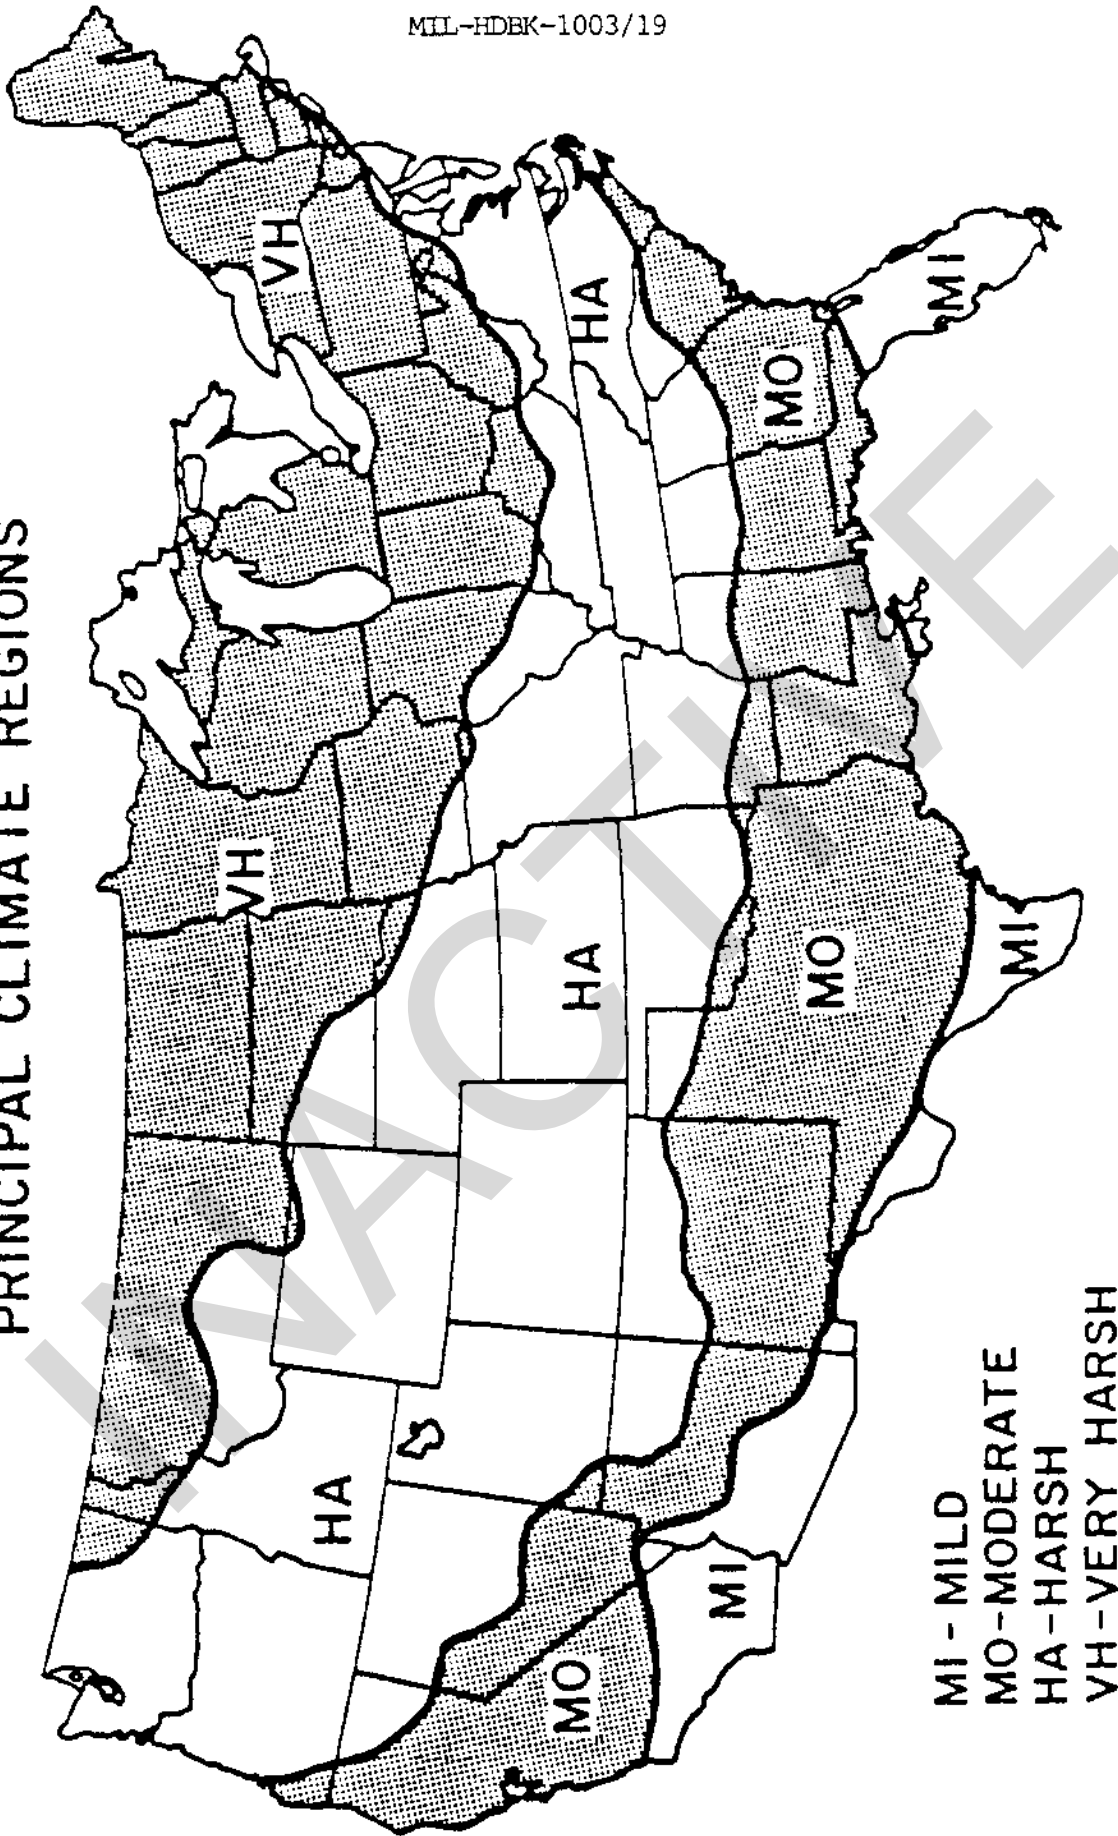 MIL-HDBK-1003/19
PRINCIPAL CLIMATE REGIONS
VH
VH
V
HA
HA
HA
MO
MO
MO
MI
MI
MI
MI - MILD
MO-MODERATE
HA-HARSH
VH-VERY HARSH
INACTIVE